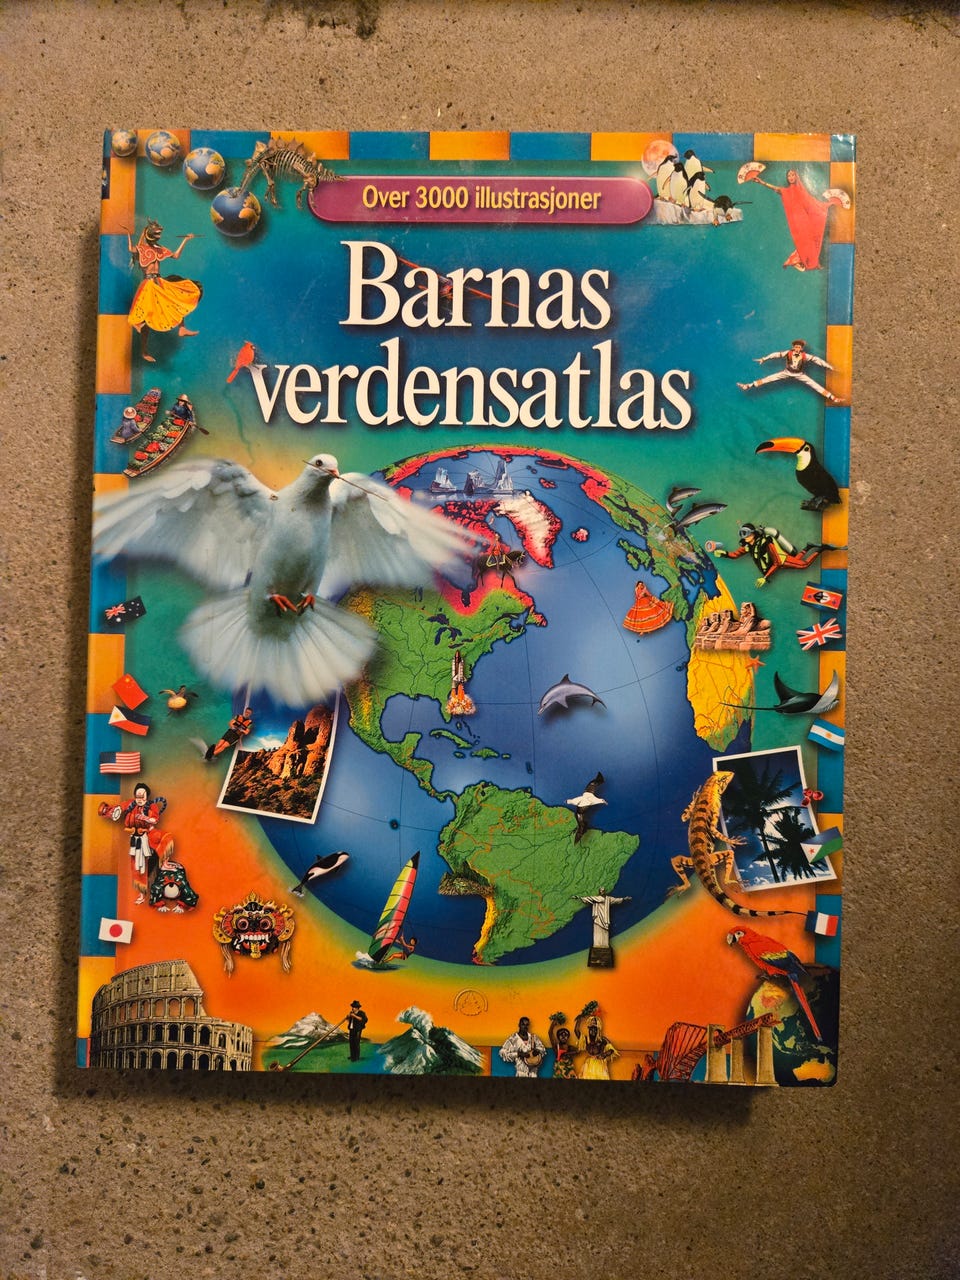 Over 3000 illustrasjoner
Barnas
verdensatlas